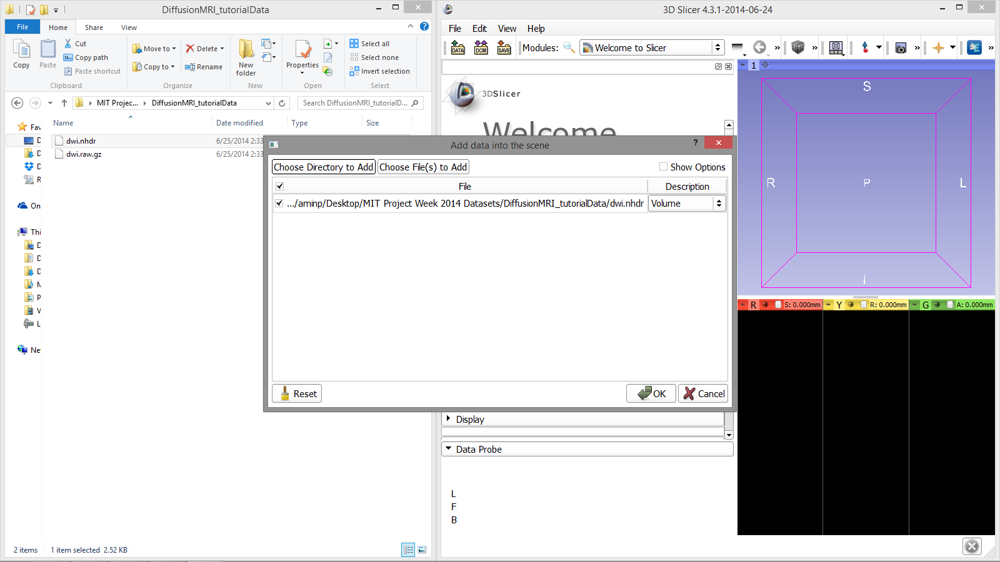 DiffusionMRI_tutorialData
File Home Share View
Copy
Paste
Cut
Copy path
Paste shortcut
Clipboard
Move to
Copy to
Delete
Rename
Organize
New
folder
New
Properties
Open
Select all
Select none
Invert selection
Select
MIT Projec... DiffusionMRI_tutorialData
Search DiffusionMRI_tutorialD...
Name Date modified Type Size
dwi.nhdr 6/25/2014 2:33
dwi.raw.gz 6/25/2014 2:33
Fav
D
D
D
R
On
Thi
D
D
D
M
P
V
L
Net
2 items 1 item selected 2.52 KB
3D Slicer 4.3.1-2014-06-24
File Edit View Help
DATA DCM SAVE Modules: Welcome to Slicer
3DSlicer
Welcome
Add data into the scene
?
Choose Directory to Add Choose File(s) to Add Show Options
File Description
.../aminp/Desktop/MIT Project Week 2014 Datasets/DiffusionMRI_tutorialData/dwi.nhdr Volume
Reset OK Cancel
Display
Data Probe
L
F
B
1
S
R P L
I
R S: 0.000mm Y R: 0.000mm G A: 0.000mm